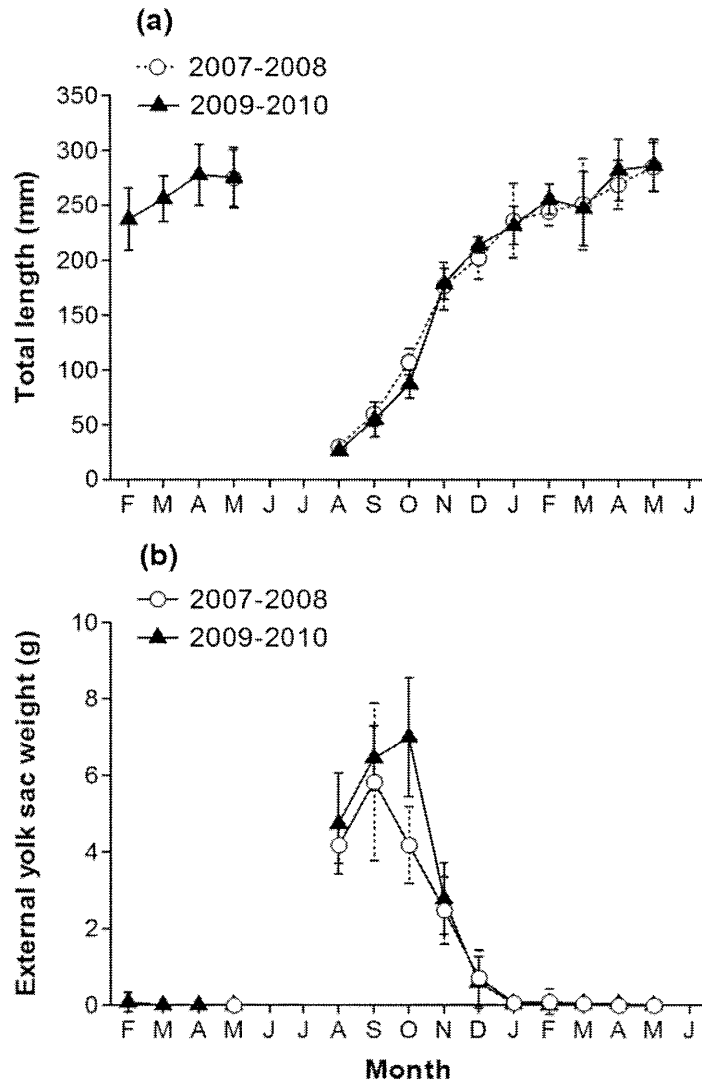 (a)
2007-2008
2009-2010
Total length (mm)
350
300
250
200
150
100
50
0
F M A M J J A S O N D J F M A M J
(b)
2007-2008
2009-2010
External yolk sac weight (g)
10
8
6
4
2
0
F M A M J J A S O N D J F M A M J
Month